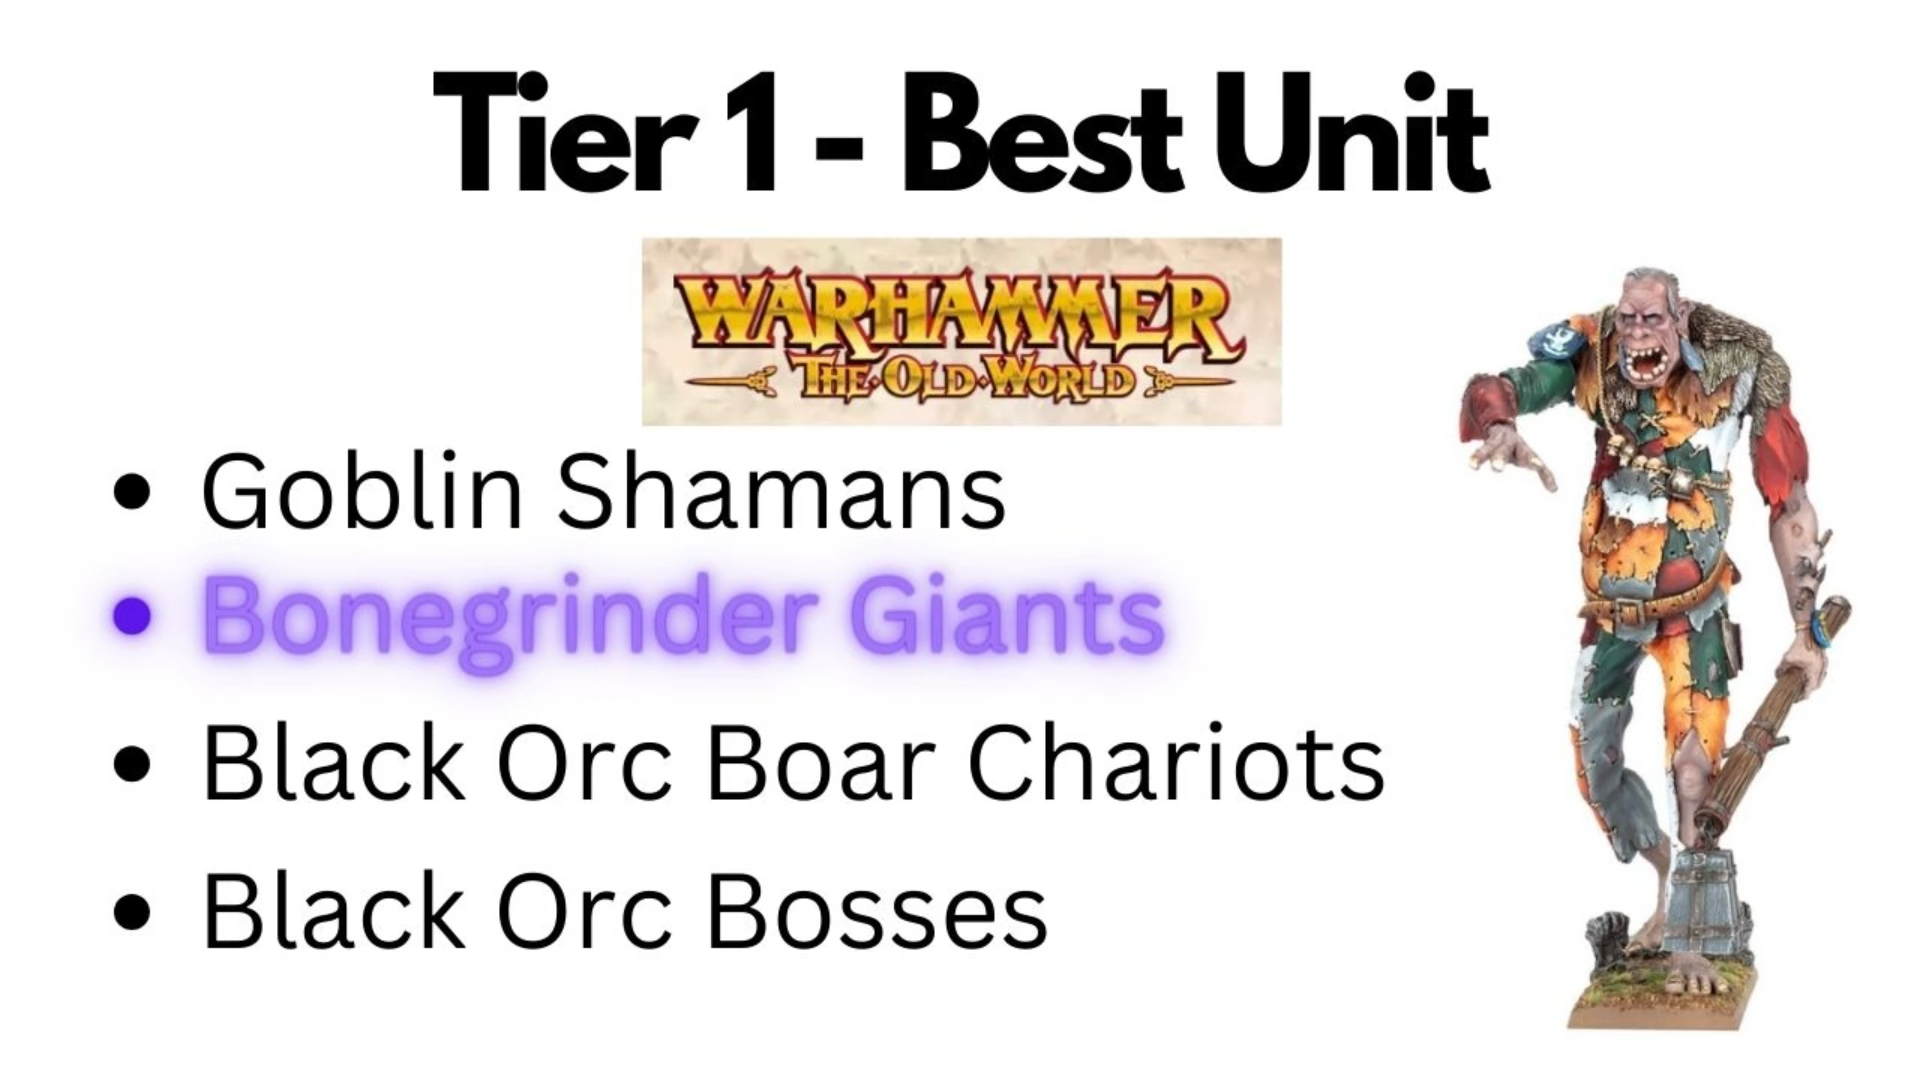 Tier 1 - Best Unit
WARHAMMER
THE•OLD•WORLD
• Goblin Shamans
• Bonegrinder Giants
• Black Orc Boar Chariots
• Black Orc Bosses